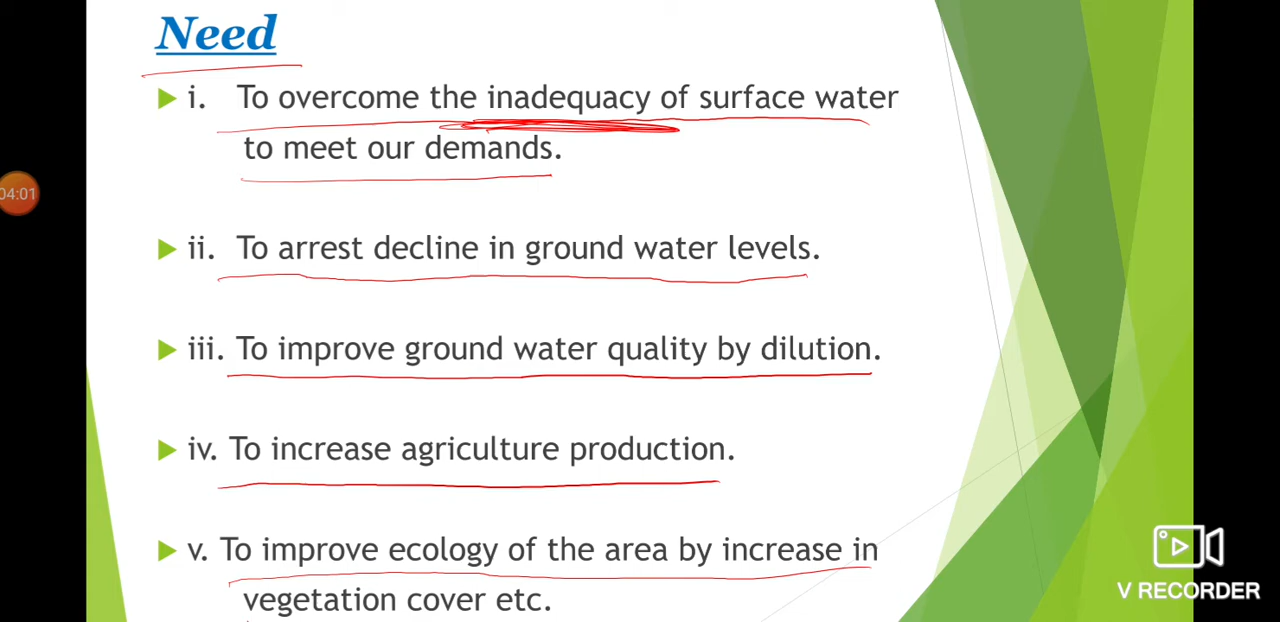 Need
i. To overcome the inadequacy of surface water
to meet our demands.
04:01
ii. To arrest decline in ground water levels.
iii. To improve ground water quality by dilution.
iv. To increase agriculture production.
v. To improve ecology of the area by increase in
vegetation cover etc.
V RECORDER